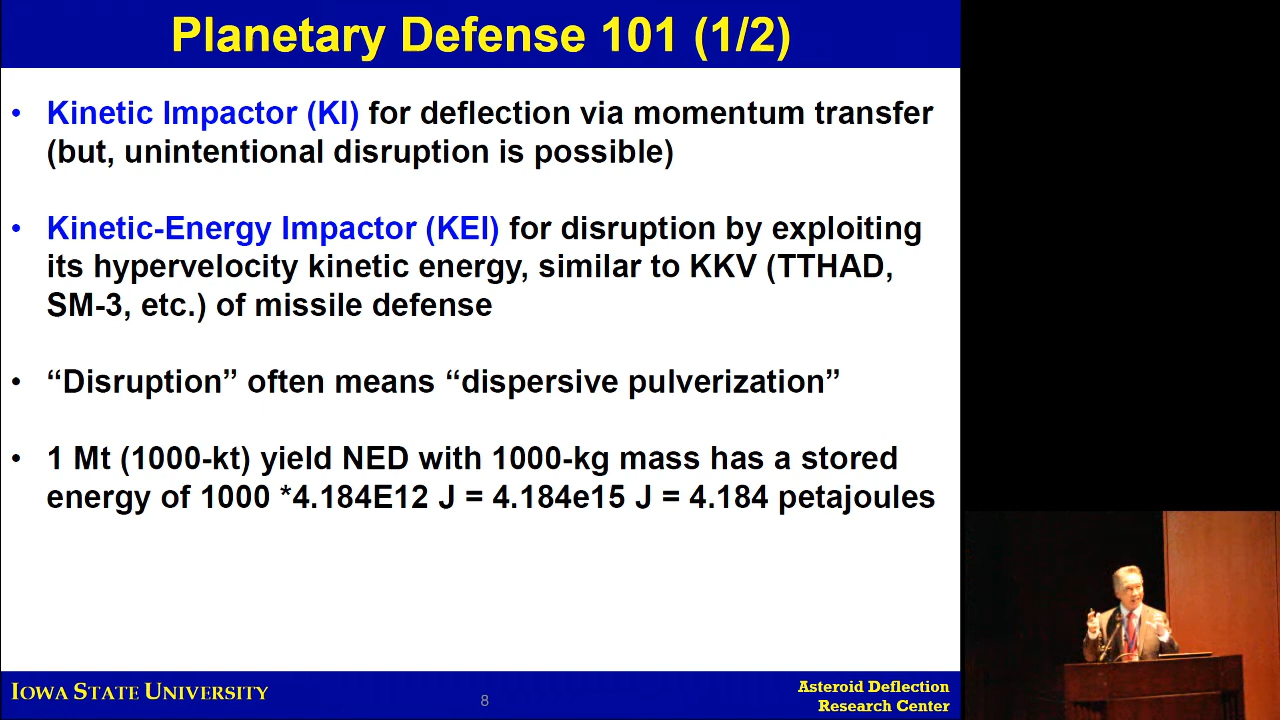 Planetary Defense 101 (1/2)
• Kinetic Impactor (KI) for deflection via momentum transfer
(but, unintentional disruption is possible)
• Kinetic-Energy Impactor (KEI) for disruption by exploiting
its hypervelocity kinetic energy, similar to KKV (TTHAD,
SM-3, etc.) of missile defense
• “Disruption” often means “dispersive pulverization”
• 1 Mt (1000-kt) yield NED with 1000-kg mass has a stored
energy of 1000 *4.184E12 J = 4.184e15 J = 4.184 petajoules
IOWA STATE UNIVERSITY
8
Asteroid Deflection
Research Center